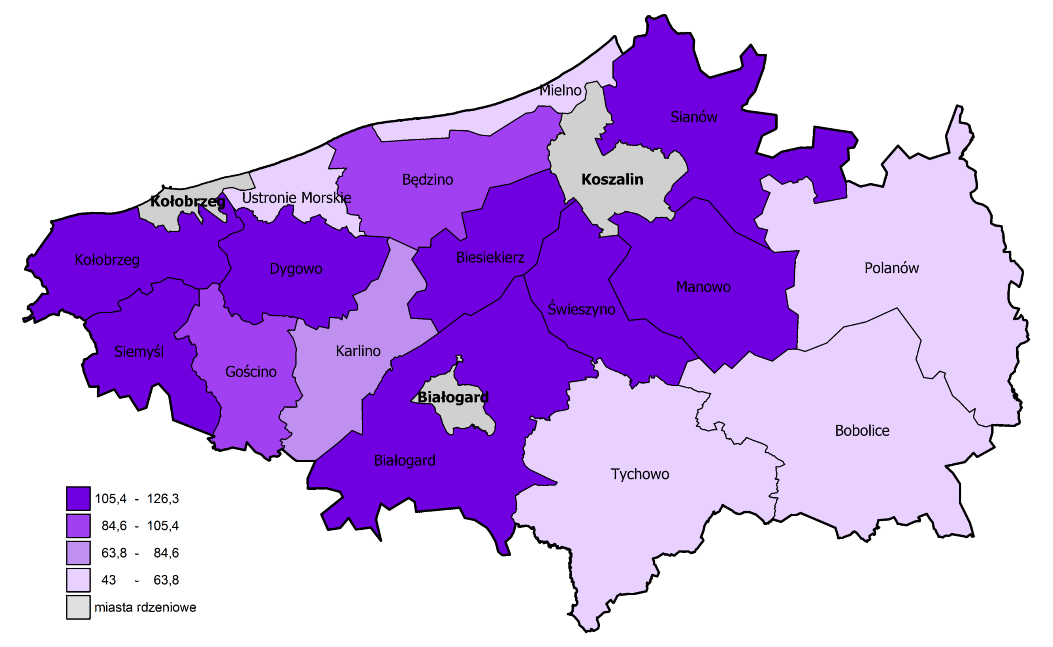 Mielno
Sianów
Koszalin
Będzino
Kołobrzeg
Ustronie Morskie
Kołobrzeg
Dygowo
Biesiekierz
Polanów
Manowo
Świeszyno
Siemyśl
Karlino
Gościno
Białogard
Bobolice
Białogard
Tychowo
105,4 - 126,3
84,6 - 105,4
63,8 - 84,6
43 - 63,8
miasta rdzeniowe